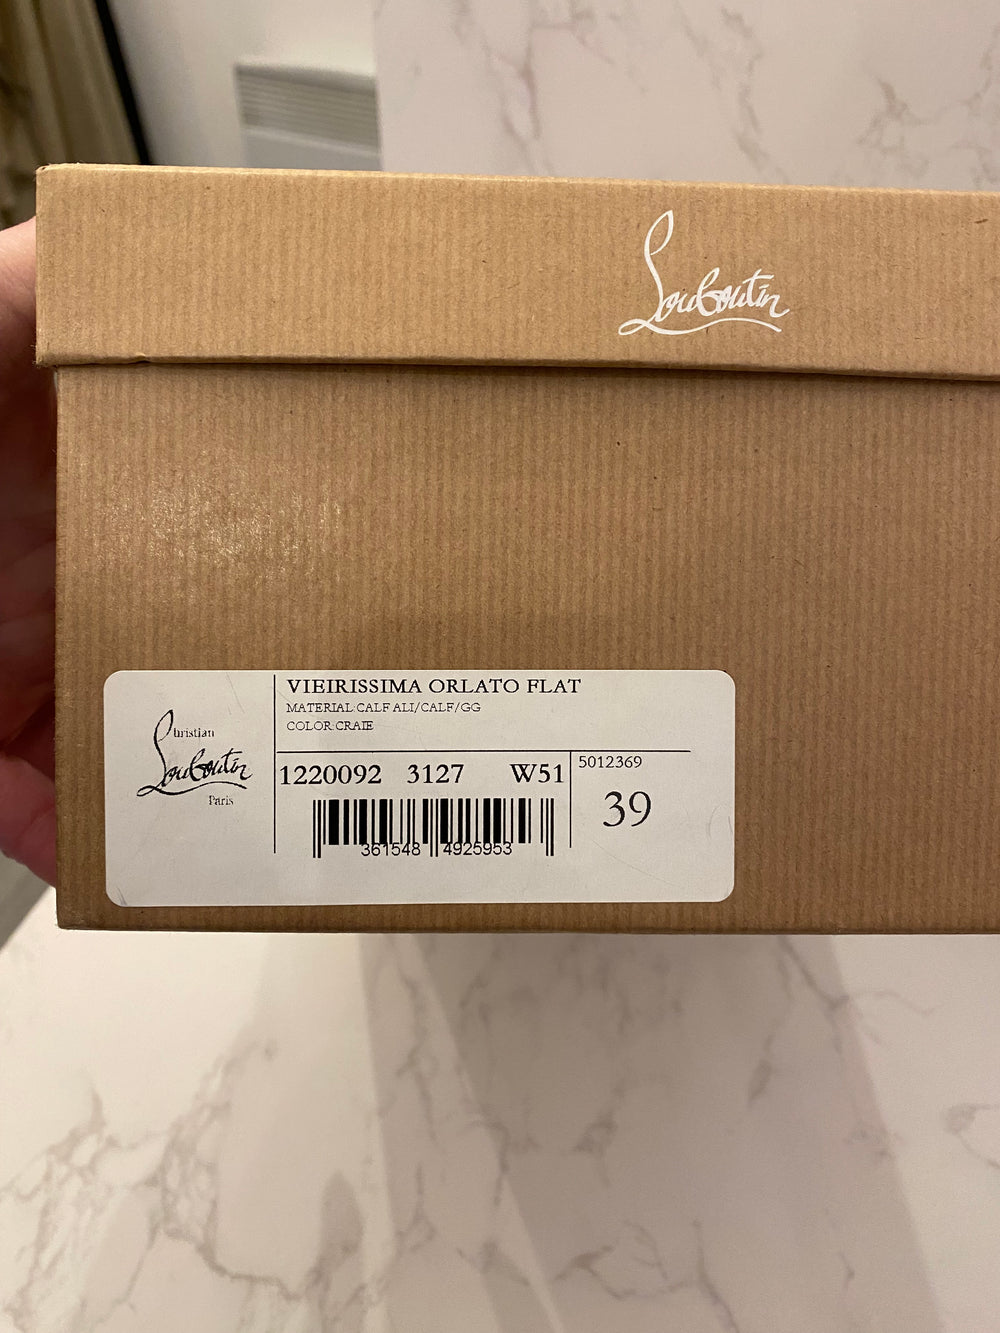 Louboutin
Christian
Louboutin
Paris
VIEIRISSIMA ORLATO FLAT
MATERIAL:CALF ALI/CALF/GG
COLOR:CRAIE
1220092 3127 W51
5012369
39
361548 4925953